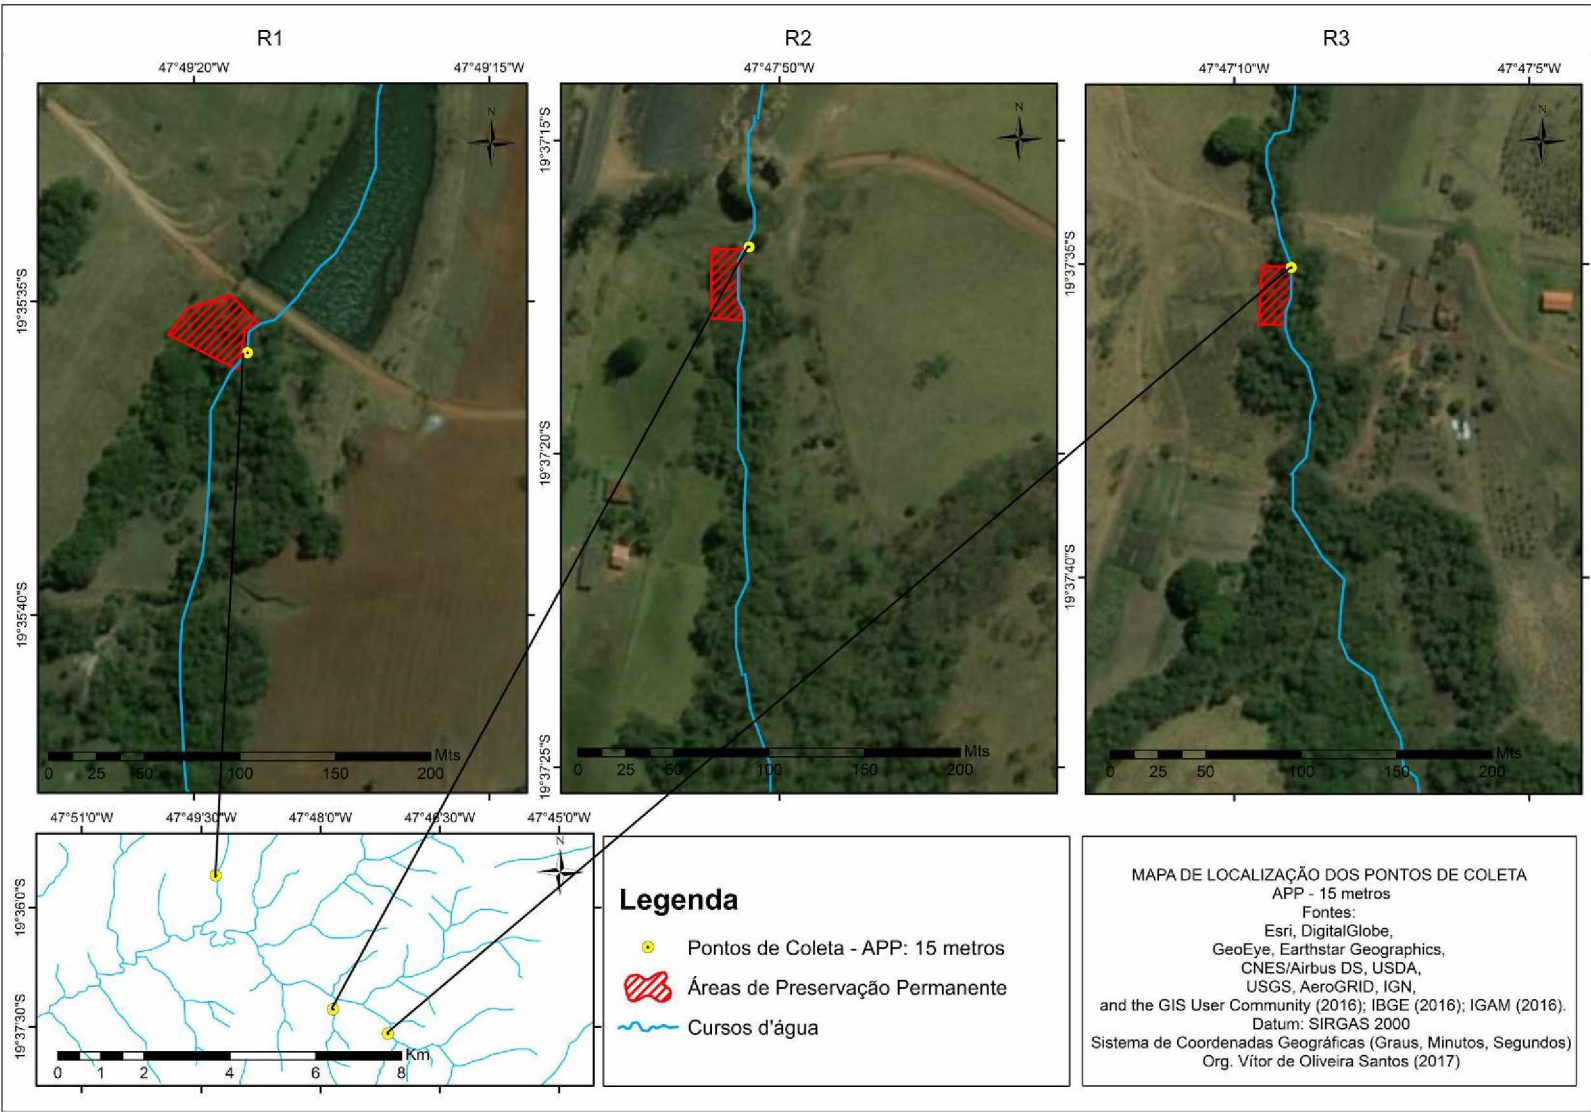 R1
R2
R3
47°49'20"W
47°49'15"W
47°47'50"W
47°47'10"W
47°47'5"W
N
N
N
19°35'35"S
19°35'40"S
19°37'15"S
19°37'20"S
19°37'25"S
19°37'35"S
19°37'40"S
Mts
0 25 50 100 150 200
Mts
0 25 50 100 150 200
Mts
0 25 50 100 150 200
47°51'0"W
47°49'30"W
47°48'0"W
47°46'30"W
47°45'0"W
N
19°36'0"S
19°37'30"S
Km
0 1 2 4 6 8
Legenda
Pontos de Coleta - APP: 15 metros
Áreas de Preservação Permanente
Cursos d'água
MAPA DE LOCALIZAÇÃO DOS PONTOS DE COLETA
APP - 15 metros
Fontes:
Esri, DigitalGlobe,
GeoEye, Earthstar Geographics,
CNES/Airbus DS, USDA,
USGS, AeroGRID, IGN,
and the GIS User Community (2016); IBGE (2016); IGAM (2016).
Datum: SIRGAS 2000
Sistema de Coordenadas Geográficas (Graus, Minutos, Segundos)
Org. Vítor de Oliveira Santos (2017)